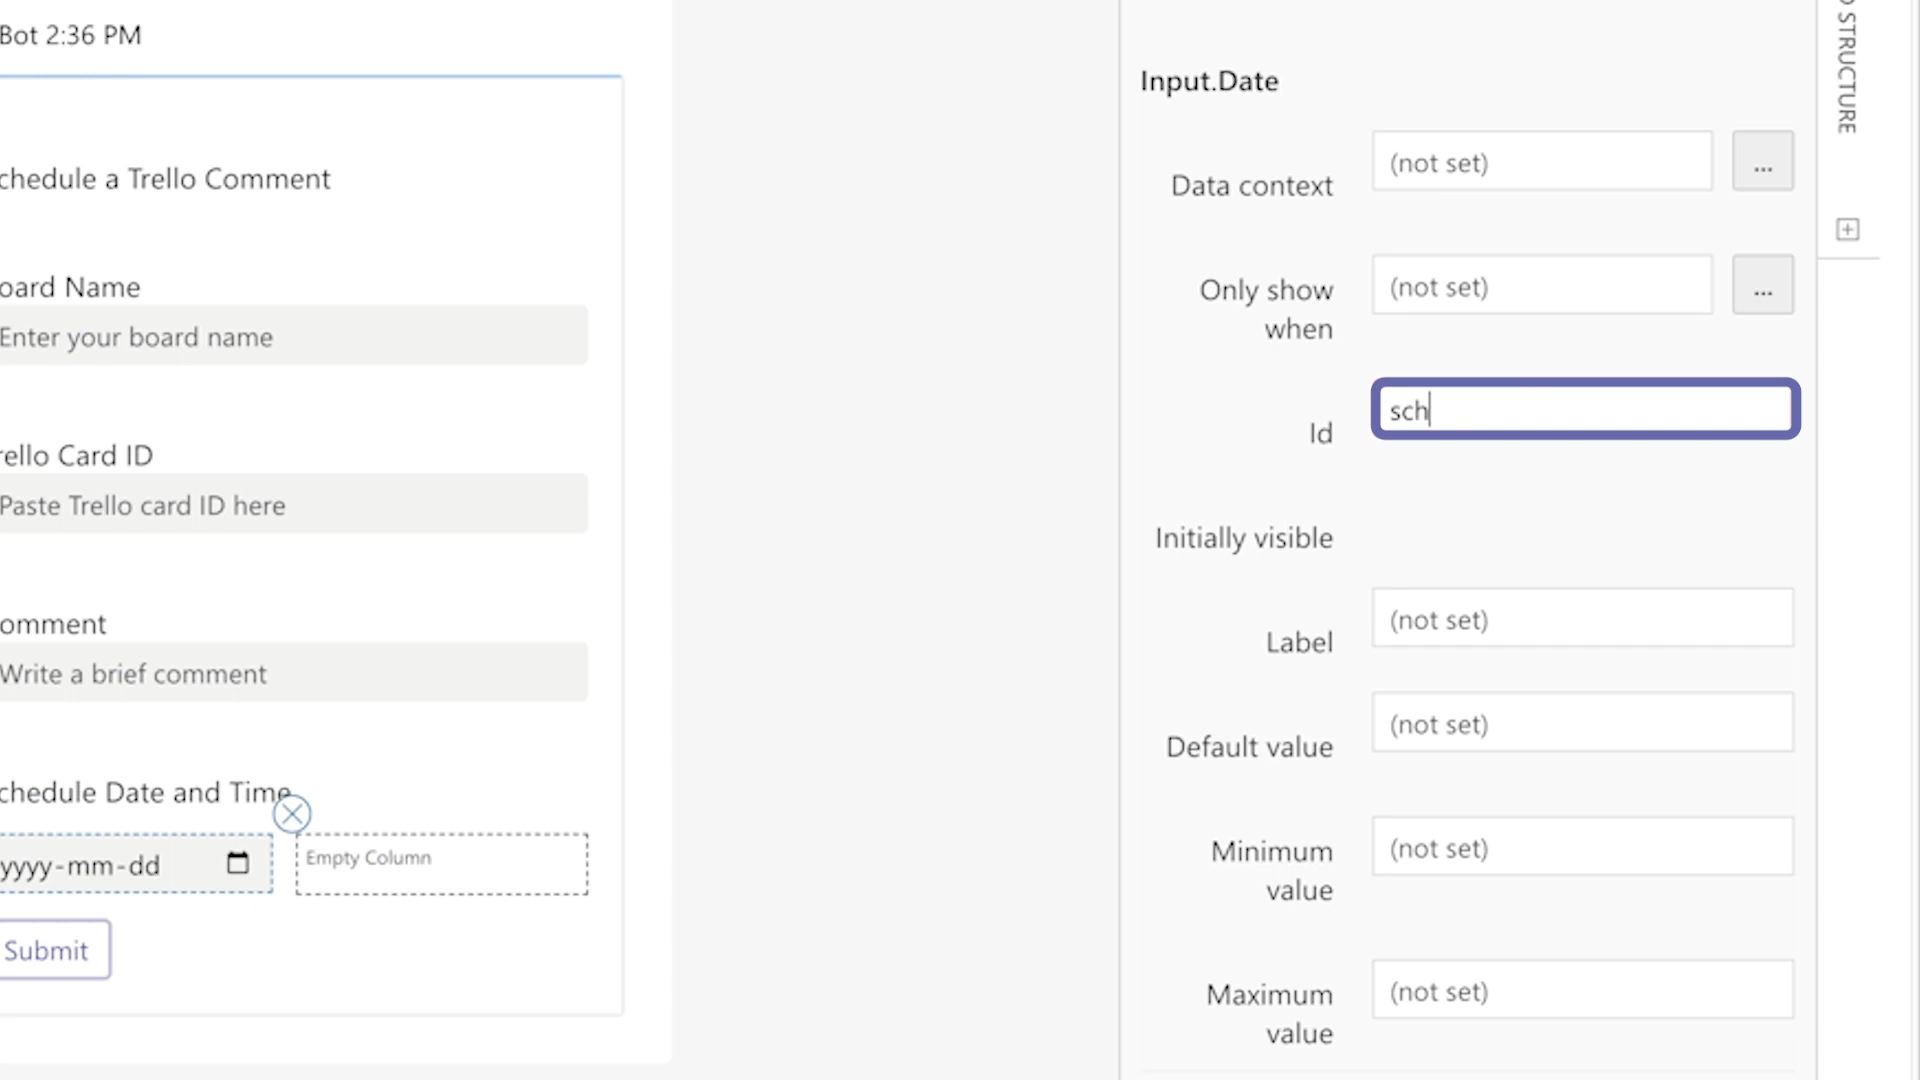 Bot 2:36 PM
chedule a Trello Comment
oard Name
Enter your board name
rello Card ID
Paste Trello card ID here
omment
Write a brief comment
chedule Date and Time
yyyy-mm-dd
Empty Column
Submit
Input.Date
Data context
(not set)
...
Only show
when
(not set)
...
Id
sch
Initially visible
Label
(not set)
Default value
(not set)
Minimum
value
(not set)
Maximum
value
(not set)
STRUCTURE